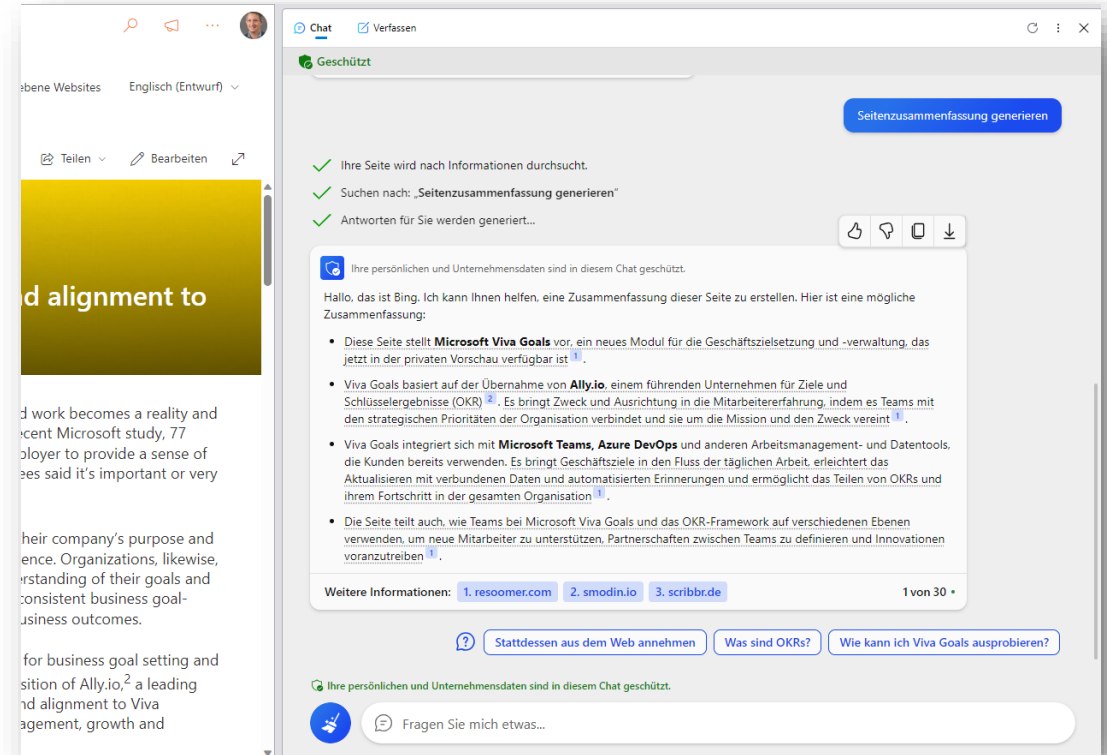 ebene Websites
Englisch (Entwurf)
Teilen
Bearbeiten
d alignment to
d work becomes a reality and
ecent Microsoft study, 77
ployer to provide a sense of
ees said it's important or very
heir company's purpose and
ence. Organizations, likewise,
erstanding of their goals and
consistent business goal-
usiness outcomes.
for business goal setting and
sition of Ally.io,2 a leading
nd alignment to Viva
agement, growth and
Chat
Verfassen
Geschützt
Seitenzusammenfassung generieren
Ihre Seite wird nach Informationen durchsucht.
Suchen nach: „Seitenzusammenfassung generieren“
Antworten für Sie werden generiert...
Ihre persönlichen und Unternehmensdaten sind in diesem Chat geschützt.
Hallo, das ist Bing. Ich kann Ihnen helfen, eine Zusammenfassung dieser Seite zu erstellen. Hier ist eine mögliche
Zusammenfassung:
• Diese Seite stellt Microsoft Viva Goals vor, ein neues Modul für die Geschäftszielsetzung und -verwaltung, das
jetzt in der privaten Vorschau verfügbar ist 1 .
• Viva Goals basiert auf der Übernahme von Ally.io, einem führenden Unternehmen für Ziele und
Schlüsselergebnisse (OKR) 2 . Es bringt Zweck und Ausrichtung in die Mitarbeitererfahrung, indem es Teams mit
den strategischen Prioritäten der Organisation verbindet und sie um die Mission und den Zweck vereint 1 .
• Viva Goals integriert sich mit Microsoft Teams, Azure DevOps und anderen Arbeitsmanagement- und Datentools,
die Kunden bereits verwenden. Es bringt Geschäftsziele in den Fluss der täglichen Arbeit, erleichtert das
Aktualisieren mit verbundenen Daten und automatisierten Erinnerungen und ermöglicht das Teilen von OKRs und
ihrem Fortschritt in der gesamten Organisation 1 .
• Die Seite teilt auch, wie Teams bei Microsoft Viva Goals und das OKR-Framework auf verschiedenen Ebenen
verwenden, um neue Mitarbeiter zu unterstützen, Partnerschaften zwischen Teams zu definieren und Innovationen
voranzutreiben 1 .
Weitere Informationen: 1. resoomer.com 2. smodin.io 3. scribbr.de 1 von 30 •
Stattdessen aus dem Web annehmen
Was sind OKRs?
Wie kann ich Viva Goals ausprobieren?
Ihre persönlichen und Unternehmensdaten sind in diesem Chat geschützt.
Fragen Sie mich etwas...